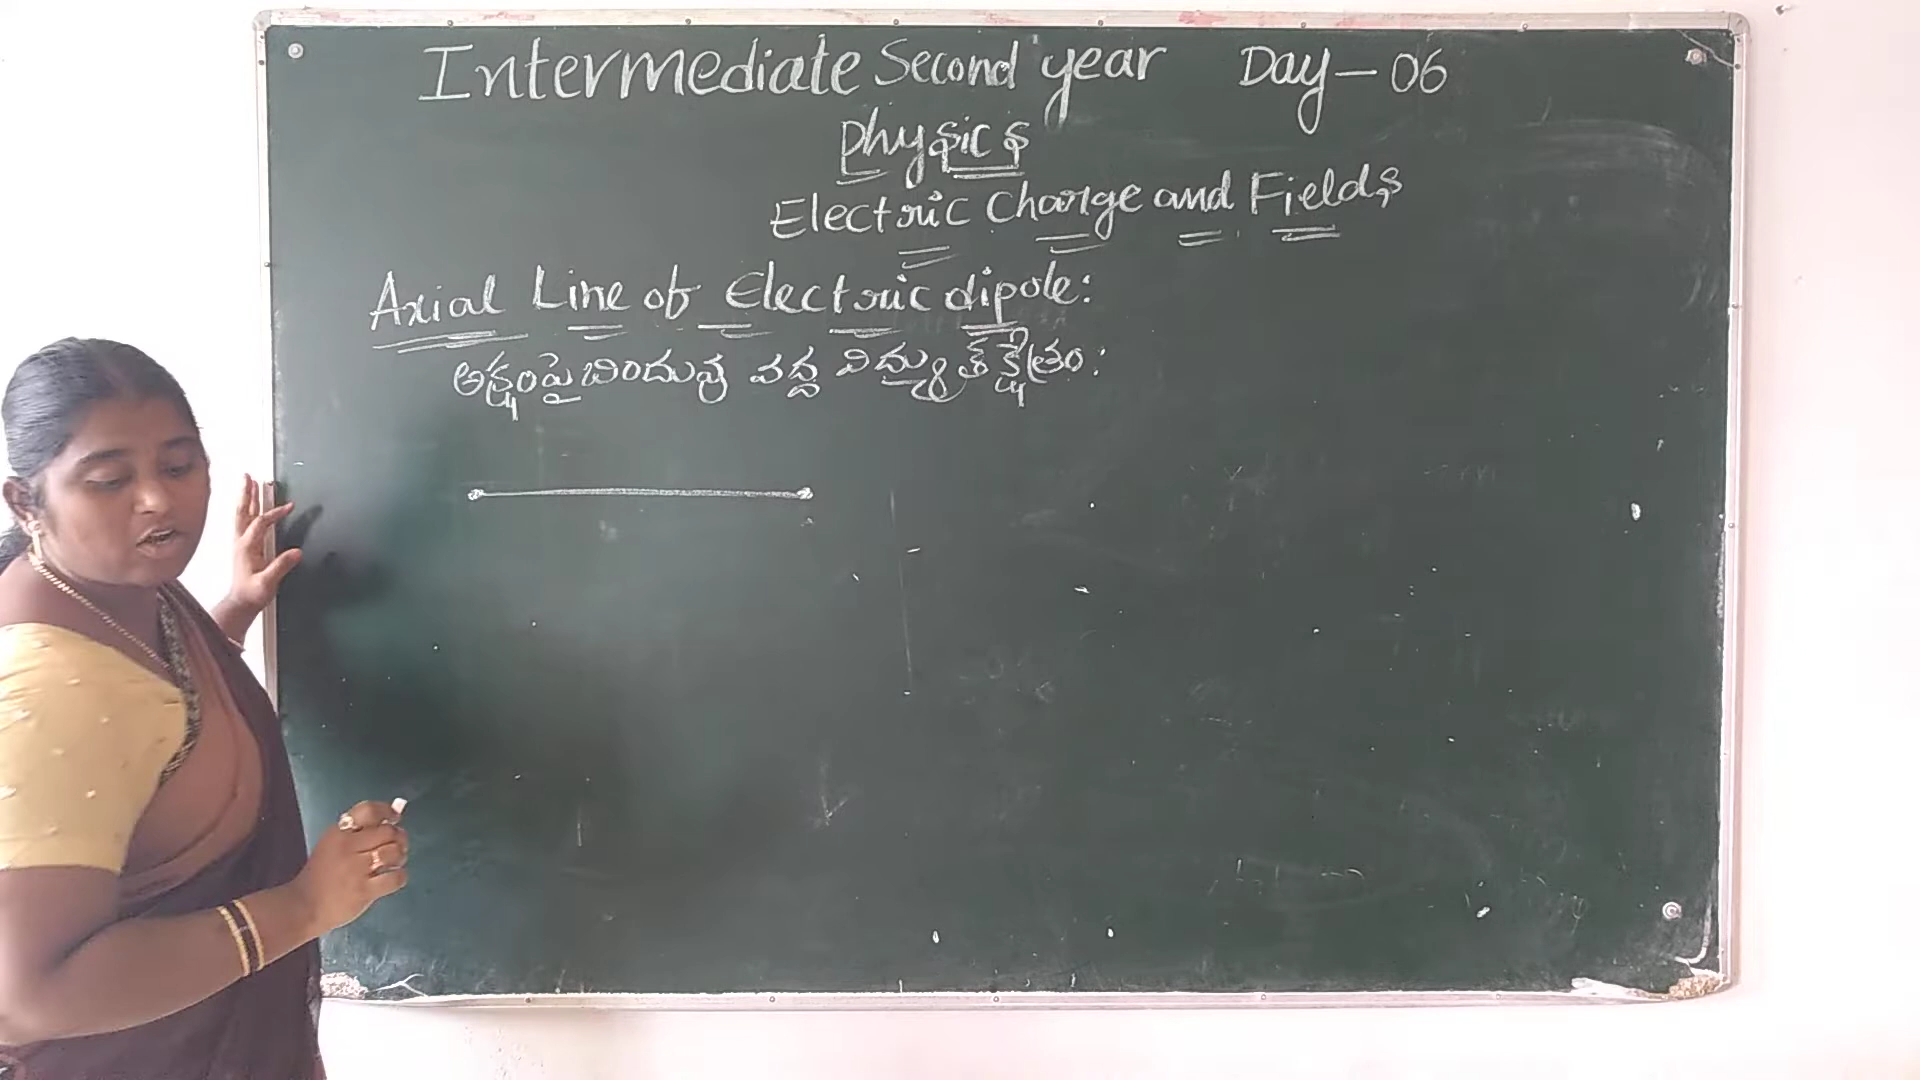 Intermediate Second year Day - 06
Physics
Electric Charge and Fields
Axial Line of Electric dipole:
అక్షంపై బిందువు వద్ద విద్యుత్ క్షేత్రం: